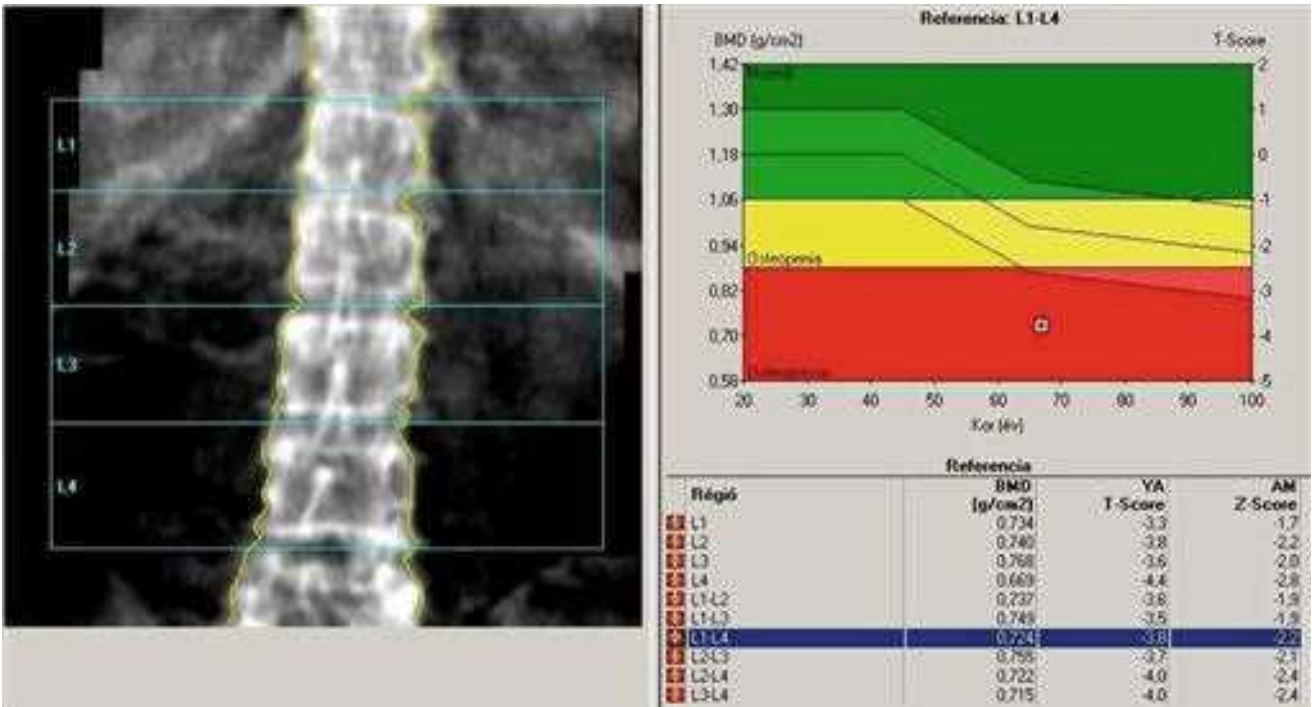 L1
L2
L3
L4
Referencia: L1-L4
BMD (g/cm2) T-Score
1.42 2
1.30 1
1.18 0
1.06 -1
0.94 -2
Osteopenia
0.82 -3
0.70 -4
0.58 -5
20 30 40 50 60 70 80 90 100
Kor (év)
Referencia
Régió BMD [g/cm2] YA T-Score AM Z-Score
L1 0.734 -3.3 -1.7
L2 0.740 -3.8 -2.2
L3 0.768 -3.6 -2.0
L4 0.669 -4.4 -2.8
L1-L2 0.737 -3.6 -1.9
L1-L3 0.749 -3.5 -1.9
L1-L4 0.724 -3.8 -2.2
L2-L3 0.755 -3.7 -2.1
L2-L4 0.722 -4.0 -2.4
L3-L4 0.715 -4.0 -2.4